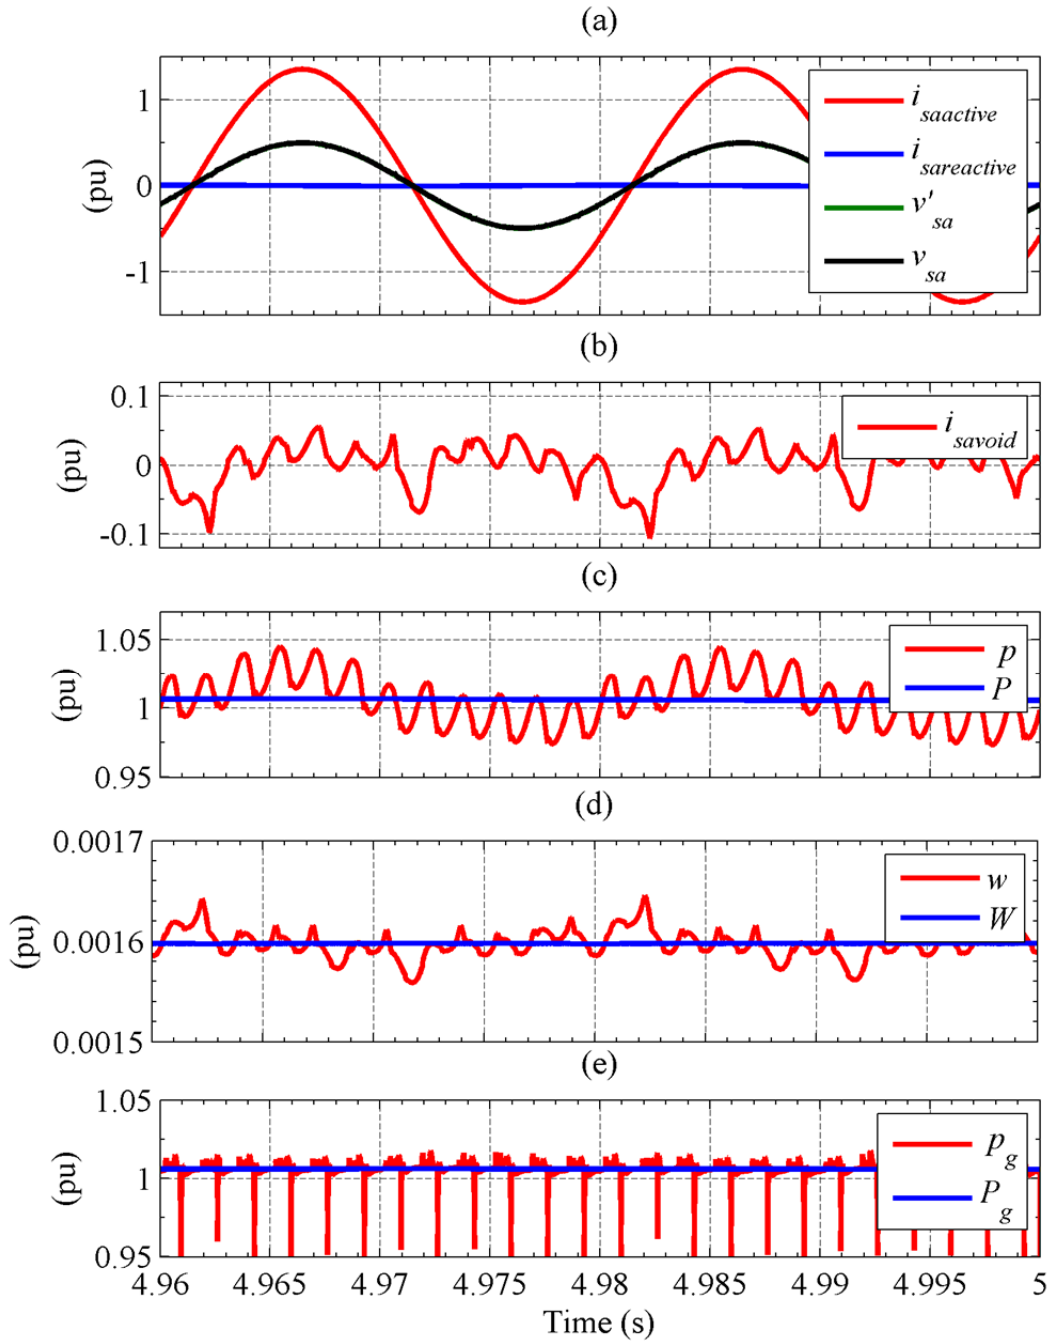 (a)
1
0
-1
(pu)
i saactive
i sareactive
v' sa
v sa
(b)
0.1
0
-0.1
(pu)
i savoid
(c)
1.05
1
0.95
(pu)
p
P
(d)
0.0017
0.0016
0.0015
(pu)
w
W
(e)
1.05
1
0.95
(pu)
p g
P g
4.96 4.965 4.97 4.975 4.98 4.985 4.99 4.995 5
Time (s)